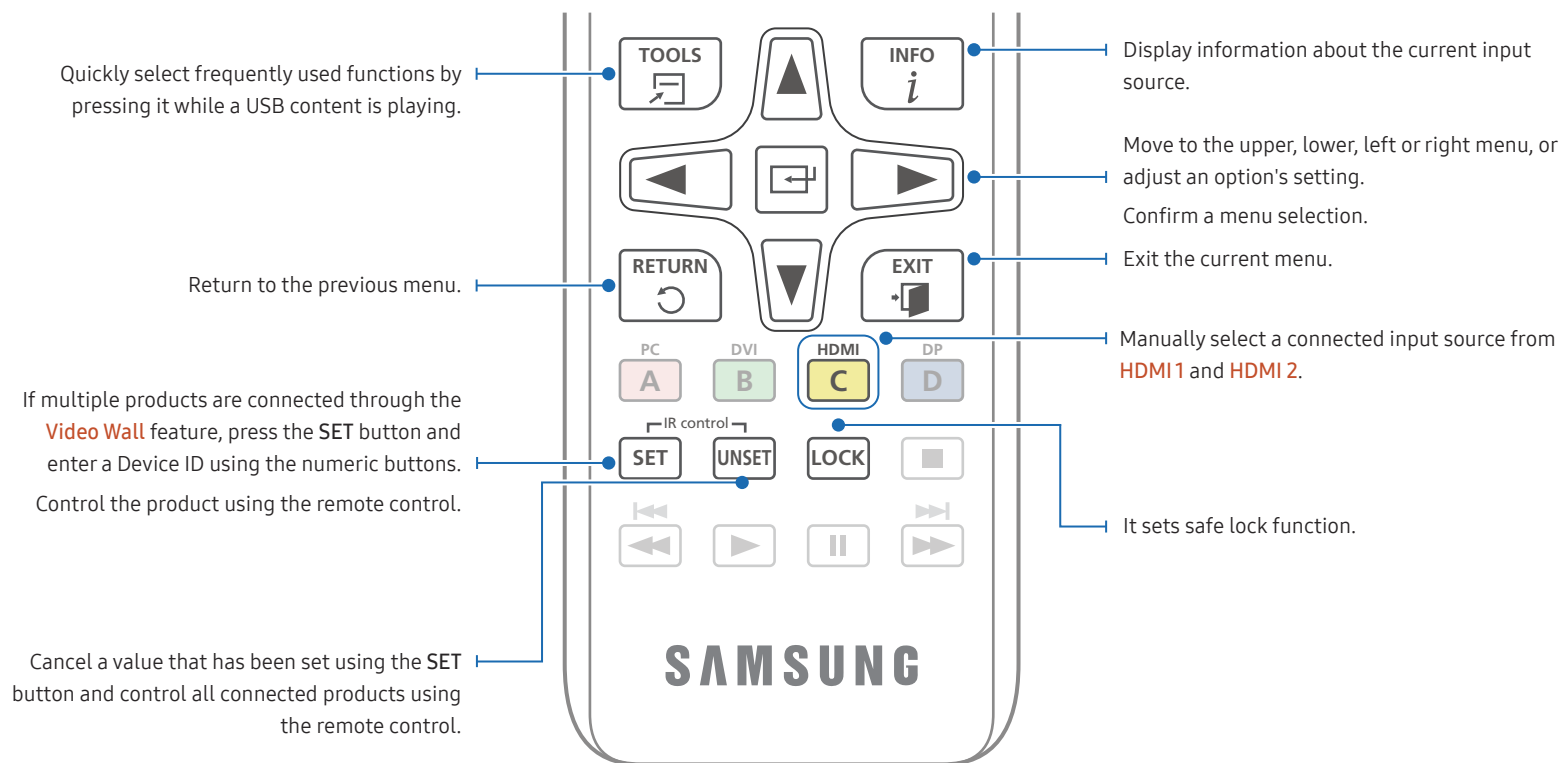 TOOLS
INFO
i
Quickly select frequently used functions by
pressing it while a USB content is playing.
Display information about the current input
source.
Move to the upper, lower, left or right menu, or
adjust an option's setting.
Confirm a menu selection.
RETURN
EXIT
Return to the previous menu.
Exit the current menu.
PC
DVI
HDMI
DP
A
B
C
D
Manually select a connected input source from
HDMI 1 and HDMI 2.
If multiple products are connected through the
Video Wall feature, press the SET button and
enter a Device ID using the numeric buttons.
Control the product using the remote control.
IR control
SET
UNSET
LOCK
It sets safe lock function.
Cancel a value that has been set using the SET
button and control all connected products using
the remote control.
SAMSUNG